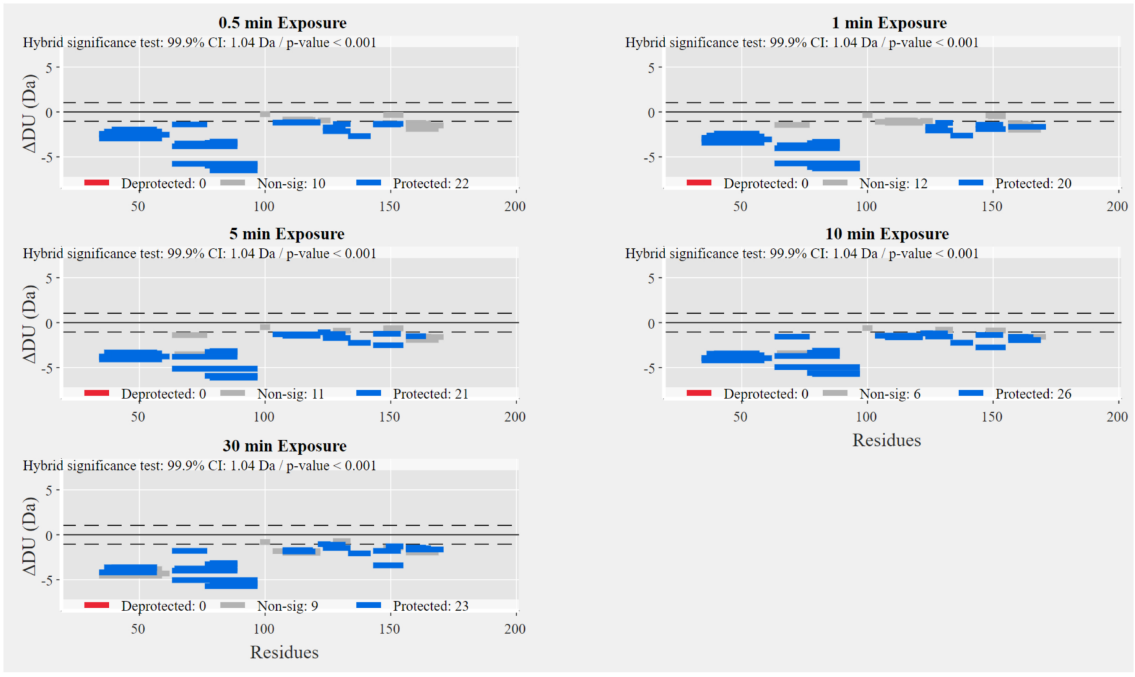 0.5 min Exposure
Hybrid significance test: 99.9% CI: 1.04 Da / p-value < 0.001
ΔDU (Da)
5
0
-5
Deprotected: 0 Non-sig: 10 Protected: 22
50 100 150 200
1 min Exposure
Hybrid significance test: 99.9% CI: 1.04 Da / p-value < 0.001
5
0
-5
Deprotected: 0 Non-sig: 12 Protected: 20
50 100 150 200
5 min Exposure
Hybrid significance test: 99.9% CI: 1.04 Da / p-value < 0.001
ΔDU (Da)
5
0
-5
Deprotected: 0 Non-sig: 11 Protected: 21
50 100 150 200
10 min Exposure
Hybrid significance test: 99.9% CI: 1.04 Da / p-value < 0.001
5
0
-5
Deprotected: 0 Non-sig: 6 Protected: 26
50 100 150 200
Residues
30 min Exposure
Hybrid significance test: 99.9% CI: 1.04 Da / p-value < 0.001
ΔDU (Da)
5
0
-5
Deprotected: 0 Non-sig: 9 Protected: 23
50 100 150 200
Residues